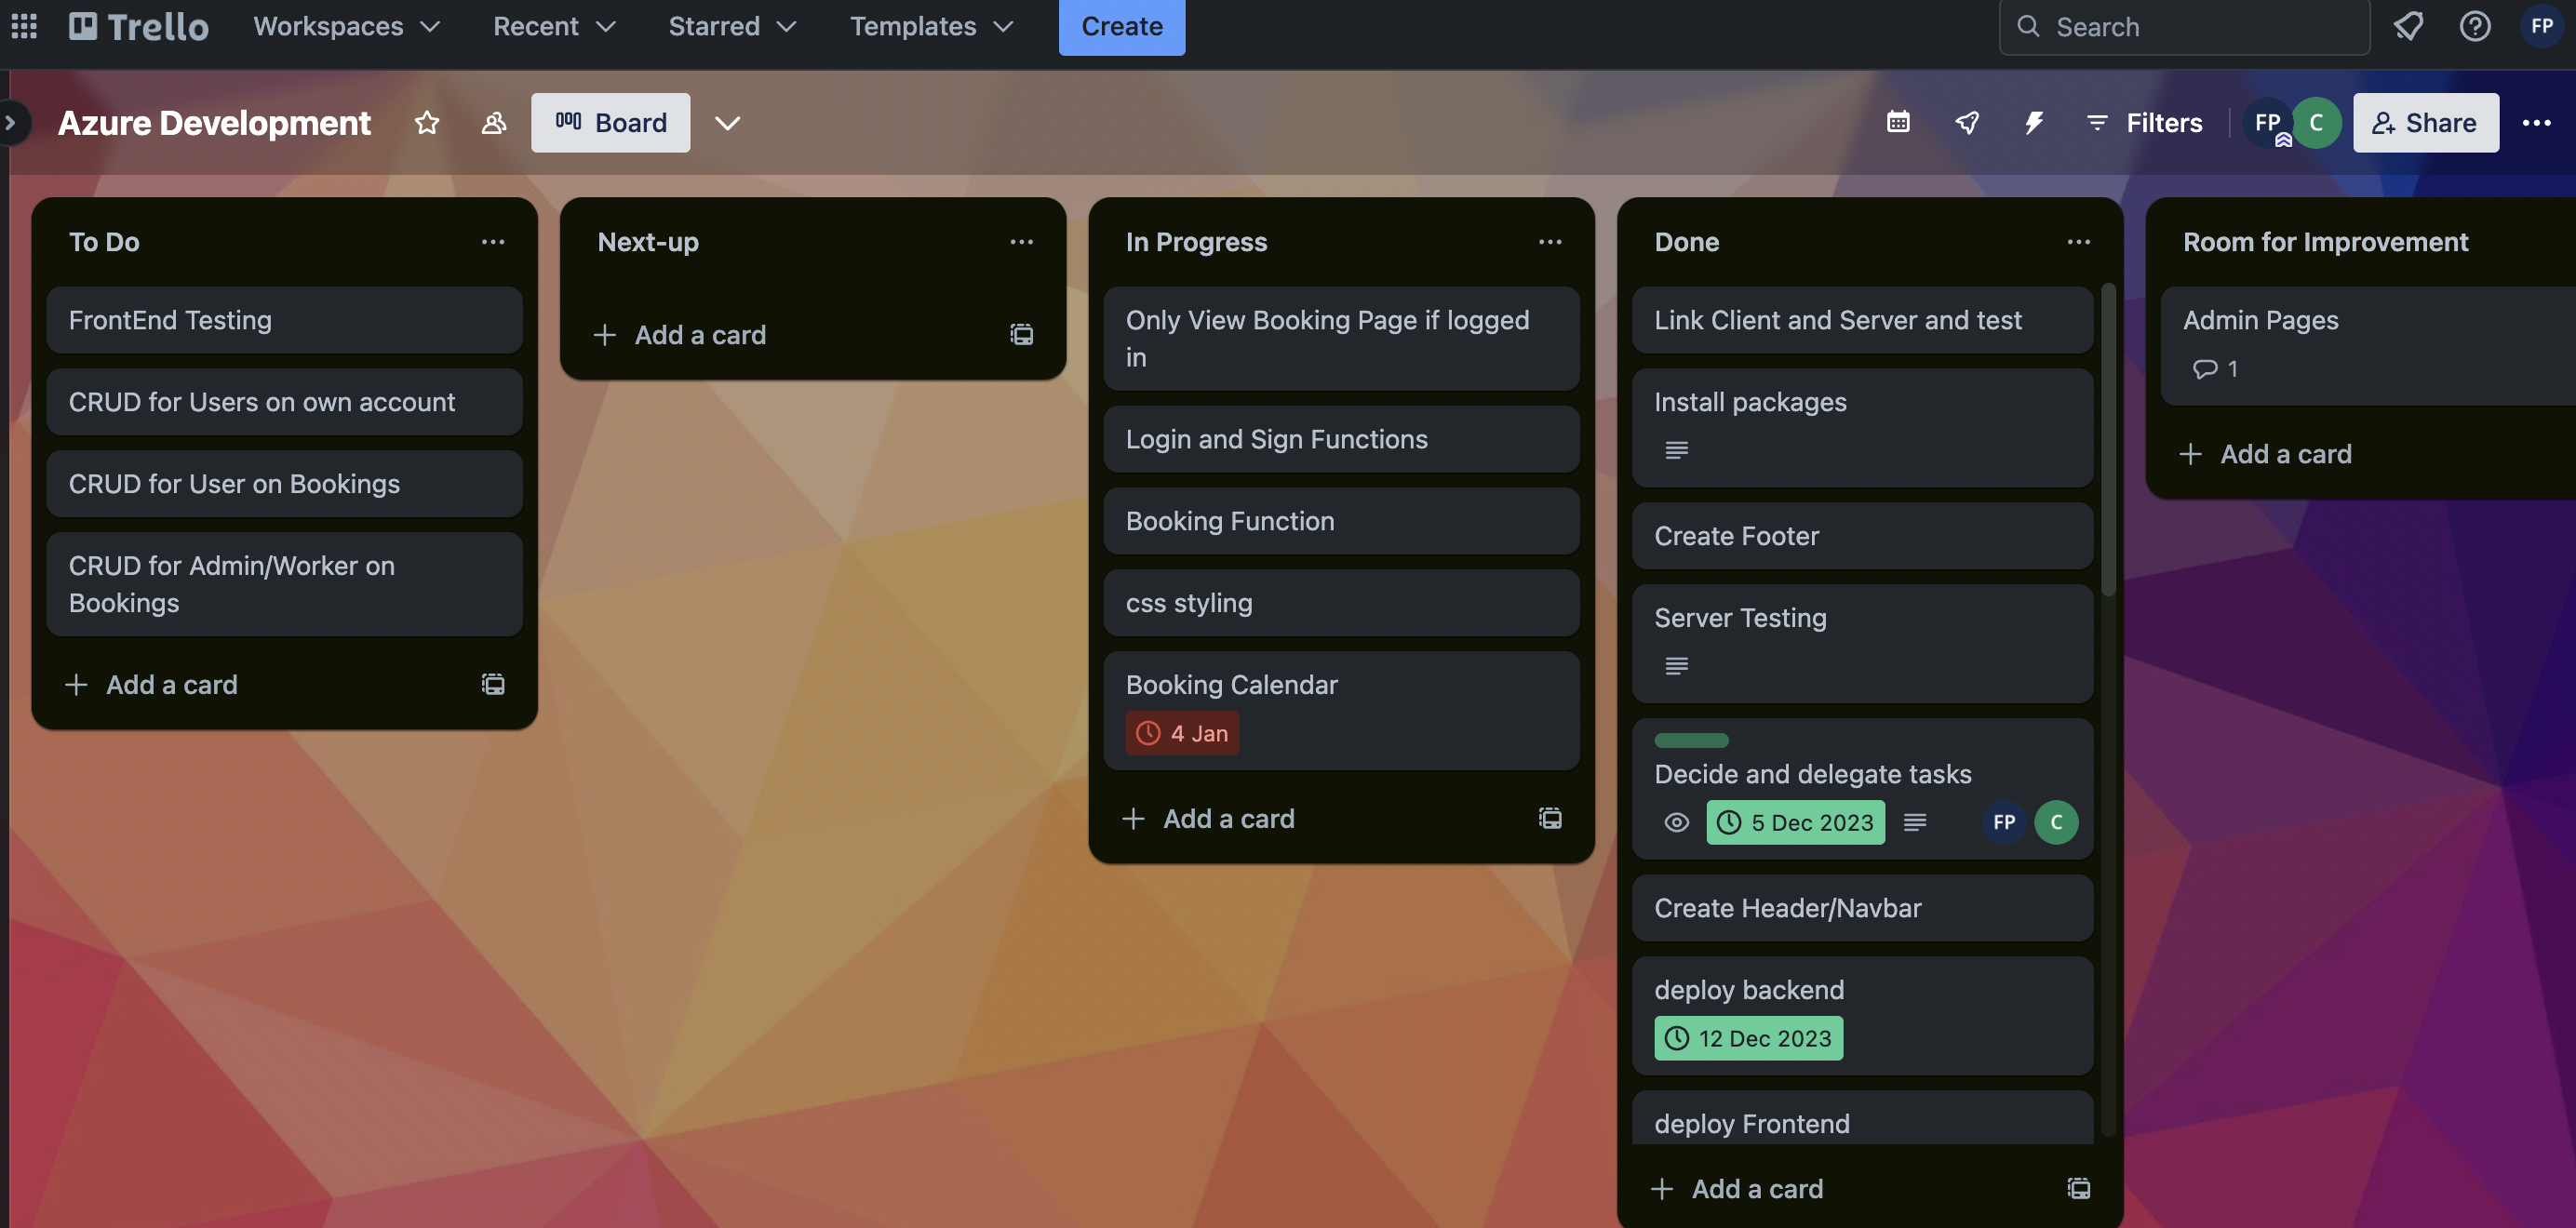 Trello
Workspaces
Recent
Starred
Templates
Create
Search
FP
Azure Development
Board
Filters
FP
C
Share
To Do
FrontEnd Testing
CRUD for Users on own account
CRUD for User on Bookings
CRUD for Admin/Worker on
Bookings
Add a card
Next-up
Add a card
In Progress
Only View Booking Page if logged
in
Login and Sign Functions
Booking Function
css styling
Booking Calendar
4 Jan
Add a card
Done
Link Client and Server and test
Install packages
Create Footer
Server Testing
Decide and delegate tasks
5 Dec 2023
FP
C
Create Header/Navbar
deploy backend
12 Dec 2023
deploy Frontend
Add a card
Room for Improvement
Admin Pages
1
Add a card